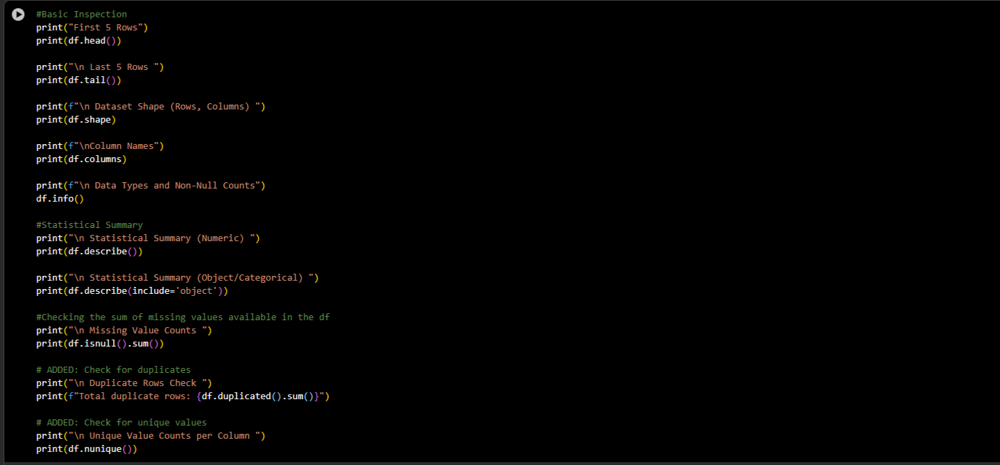 #Basic Inspection
print("First 5 Rows")
print(df.head())
print("\n Last 5 Rows ")
print(df.tail())
print(f"\n Dataset Shape (Rows, Columns) ")
print(df.shape)
print(f"\nColumn Names")
print(df.columns)
print(f"\n Data Types and Non-Null Counts")
df.info()
#Statistical Summary
print("\n Statistical Summary (Numeric) ")
print(df.describe())
print("\n Statistical Summary (Object/Categorical) ")
print(df.describe(include='object'))
#Checking the sum of missing values available in the df
print("\n Missing Value Counts ")
print(df.isnull().sum())
# ADDED: Check for duplicates
print("\n Duplicate Rows Check ")
print(f"Total duplicate rows: {df.duplicated().sum()}")
# ADDED: Check for unique values
print("\n Unique Value Counts per Column ")
print(df.nunique())